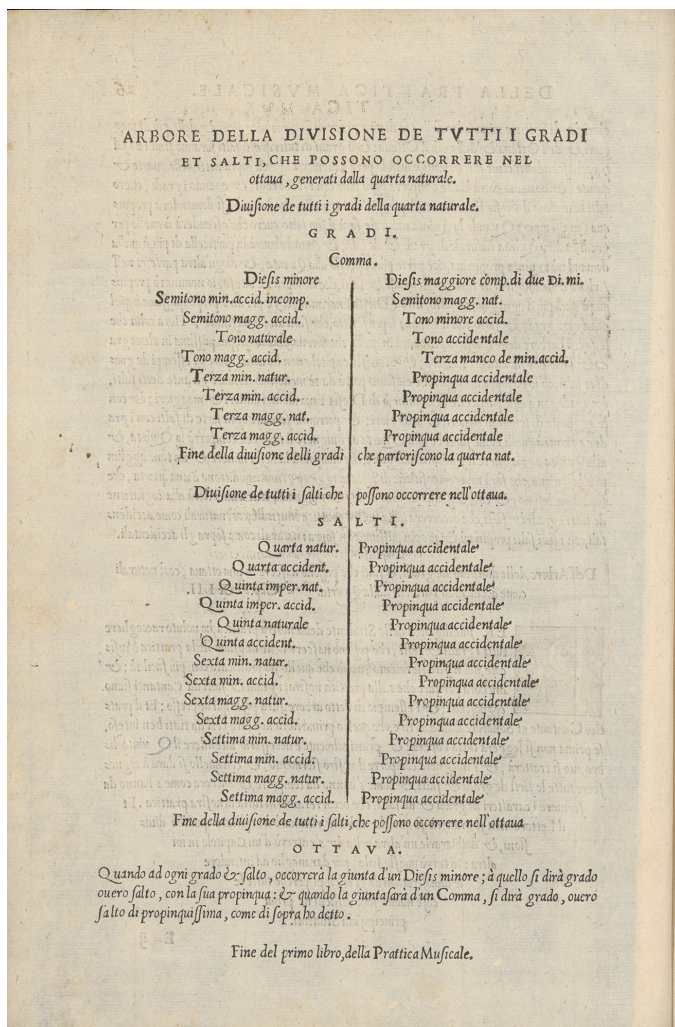 ARBORE DELLA DIVISIONE DE TVTTI I GRADI
ET SALTI, CHE POSSONO OCCORRERE NEL
ottaua, generati dalla quarta naturale.
Diuisione de tutti i gradi della quarta naturale.
GRADI.
Comma.
Diesis minore Diesis maggiore comp. di due Di. mi.
Semitono min. accid. incomp. Semitono magg. nat.
Semitono magg. accid. Tono minore accid.
Tono naturale Tono accidentale
Tono magg. accid. Terza manco de min. accid.
Terza min. natur. Propinqua accidentale
Terza min. accid. Propinqua accidentale
Terza magg. nat. Propinqua accidentale
Terza magg. accid. Propinqua accidentale
Fine della diuisione delli gradi che partoriscono la quarta nat.
Diuisione de tutti i salti che possono occorrere nell'ottaua.
SALTI.
Quarta natur. Propinqua accidentale
Quarta accident. Propinqua accidentale
Quinta imper. nat. Propinqua accidentale
Quinta imper. accid. Propinqua accidentale
Quinta naturale Propinqua accidentale
Quinta accident. Propinqua accidentale
Sexta min. natur. Propinqua accidentale
Sexta min. accid. Propinqua accidentale
Sexta magg. natur. Propinqua accidentale
Sexta magg. accid. Propinqua accidentale
Settima min. natur. Propinqua accidentale
Settima min. accid. Propinqua accidentale
Settima magg. natur. Propinqua accidentale
Settima magg. accid. Propinqua accidentale
Fine della diuisione de tutti i salti, che possono occorrere nell'ottaua
OTTAVA.
Quando ad ogni grado & salto, occorrerà la giunta d'un Diesis minore; à quello si dirà grado
ouero salto, con la sua propinqua: & quando la giunta sarà d'un Comma, si dirà grado, ouero
salto di propinquissima, come di sopra ho detto.
Fine del primo libro, della Prattica Musicale.